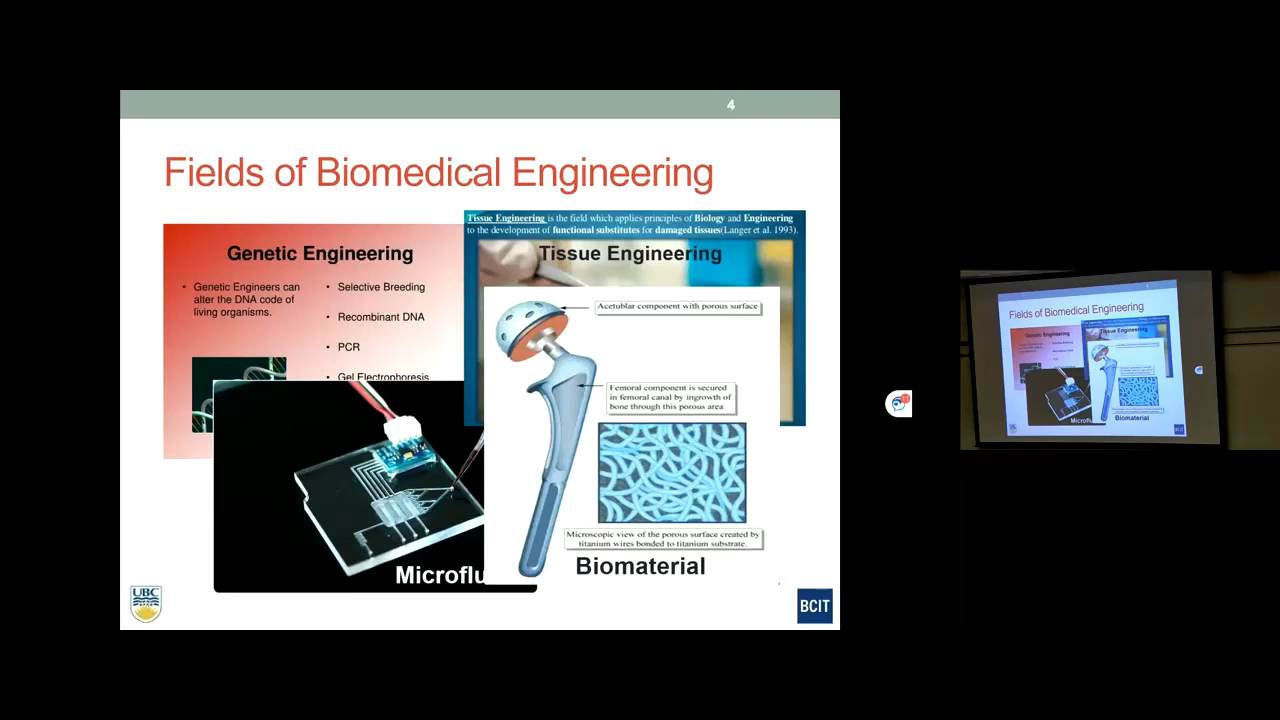 4
Fields of Biomedical Engineering
Tissue Engineering is the field which applies principles of Biology and Engineering
to the development of functional substitutes for damaged tissues(Langer et al. 1993).
Genetic Engineering
• Genetic Engineers can
alter the DNA code of
living organisms.
• Selective Breeding
• Recombinant DNA
• PCR
• Gel Electrophoresis
Tissue Engineering
Acetublar component with porous surface
Femoral component is secured
in femoral canal by ingrowth of
bone through this porous area
Microscopic view of the porous surface created by
titanium wires bonded to titanium substrate.
Biomaterial
Microflu
UBC
BCIT
Fields of Biomedical Engineering
Genetic Engineering
Tissue Engineering
Microflu
Biomaterial
BCIT